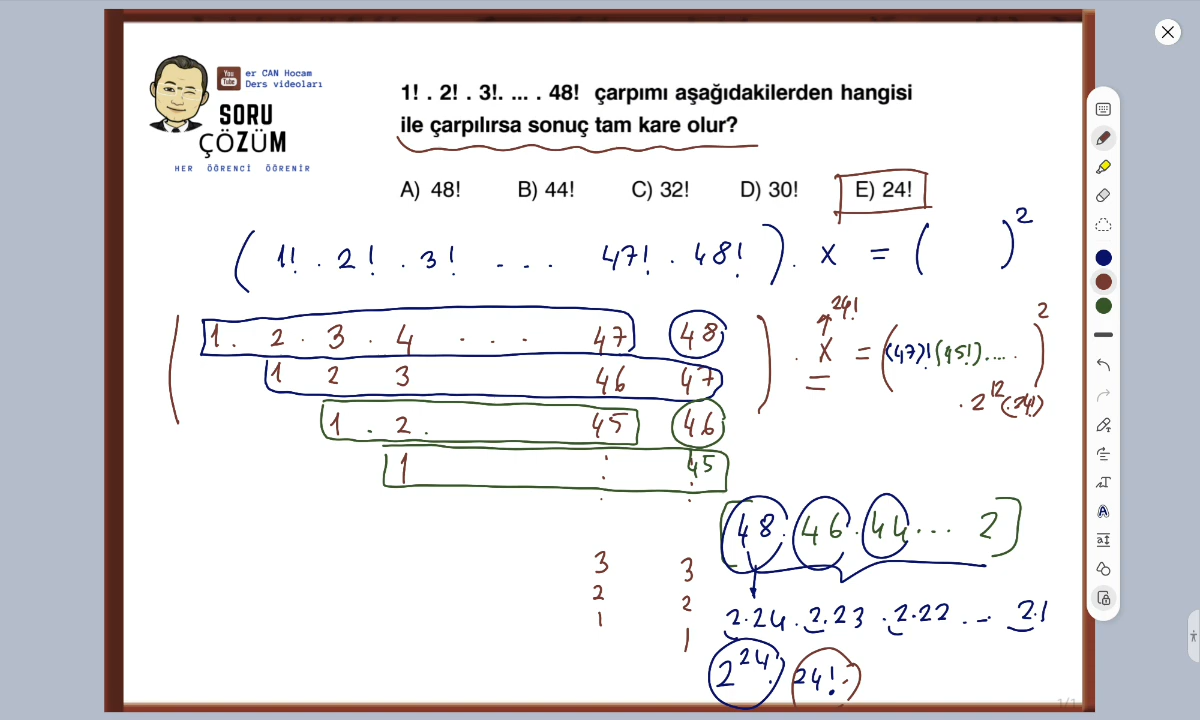 You Tube er CAN Hocam
Ders videoları
SORU
ÇÖZÜM
HER ÖĞRENCİ ÖĞRENİR
1! . 2! . 3!. ... . 48! çarpımı aşağıdakilerden hangisi
ile çarpılırsa sonuç tam kare olur?
A) 48! B) 44! C) 32! D) 30! E) 24!
( 1! . 2! . 3! . . . 47! . 48! ) . x = ( )²
24!
( 1 . 2 . 3 . 4 . . . 47 48 ) . x = ( (47)! (45!) ..... )²
1 2 3 46 47
. 2¹² (24!)
1 . 2 . 45 46
1 : 45
[ 48 . 46 . 44 ... 2 ]
3 3
2 2
1 1
2.24 . 2.23 . 2.22 . - . 2.1
2²⁴ . 24!
1/1